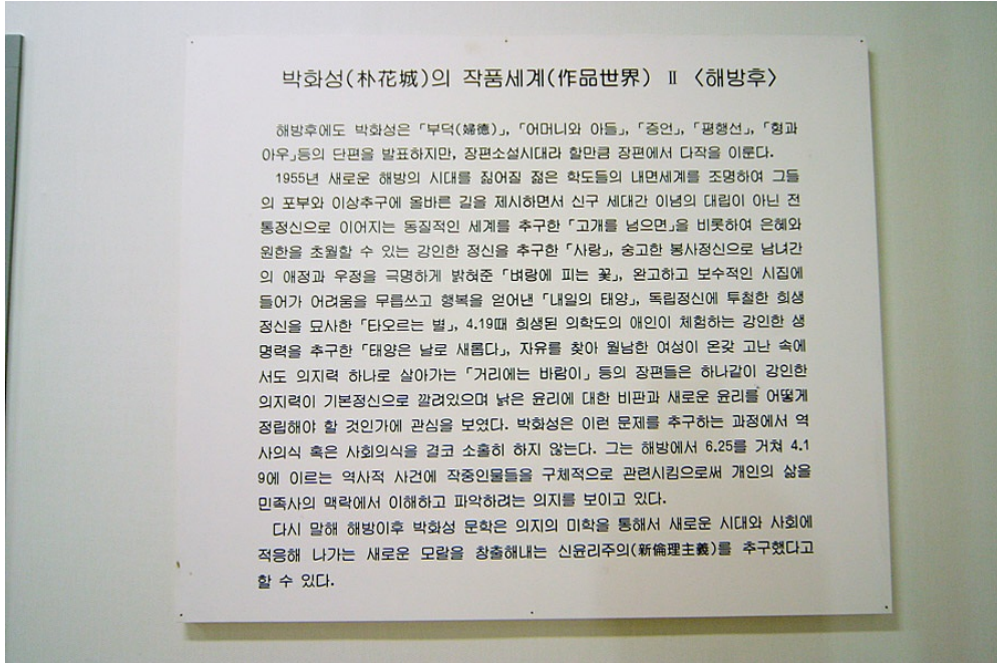 박화성(朴花城)의 작품세계(作品世界) Ⅱ <해방후>
해방후에도 박화성은 「부덕(婦德)」, 「어머니와 아들」, 「증언」, 「평행선」, 「형과
아우」등의 단편을 발표하지만, 장편소설시대라 할만큼 장편에서 다작을 이룬다.
1955년 새로운 해방의 시대를 짊어질 젊은 학도들의 내면세계를 조명하여 그들
의 포부와 이상추구에 올바른 길을 제시하면서 신구 세대간 이념의 대립이 아닌 전
통정신으로 이어지는 동질적인 세계를 추구한 「고개를 넘으면」을 비롯하여 은혜와
원한을 초월할 수 있는 강인한 정신을 추구한 「사랑」, 숭고한 봉사정신으로 남녀간
의 애정과 우정을 극명하게 밝혀준 「벼랑에 피는 꽃」, 완고하고 보수적인 시집에
들어가 어려움을 무릅쓰고 행복을 얻어낸 「내일의 태양」, 독립정신에 투철한 희생
정신을 묘사한 「타오르는 별」, 4.19때 희생된 의학도의 애인이 체험하는 강인한 생
명력을 추구한 「태양은 날로 새롭다」, 자유를 찾아 월남한 여성이 온갖 고난 속에
서도 의지력 하나로 살아가는 「거리에는 바람이」 등의 장편들은 하나같이 강인한
의지력이 기본정신으로 깔려있으며 낡은 윤리에 대한 비판과 새로운 윤리를 어떻게
정립해야 할 것인가에 관심을 보였다. 박화성은 이런 문제를 추구하는 과정에서 역
사의식 혹은 사회의식을 결코 소홀히 하지 않는다. 그는 해방에서 6.25를 거쳐 4.1
9에 이르는 역사적 사건에 작중인물들을 구체적으로 관련시킴으로써 개인의 삶을
민족사의 맥락에서 이해하고 파악하려는 의지를 보이고 있다.
다시 말해 해방이후 박화성 문학은 의지의 미학을 통해서 새로운 시대와 사회에
적응해 나가는 새로운 모랄을 창출해내는 신윤리주의(新倫理主義)를 추구했다고
할 수 있다.